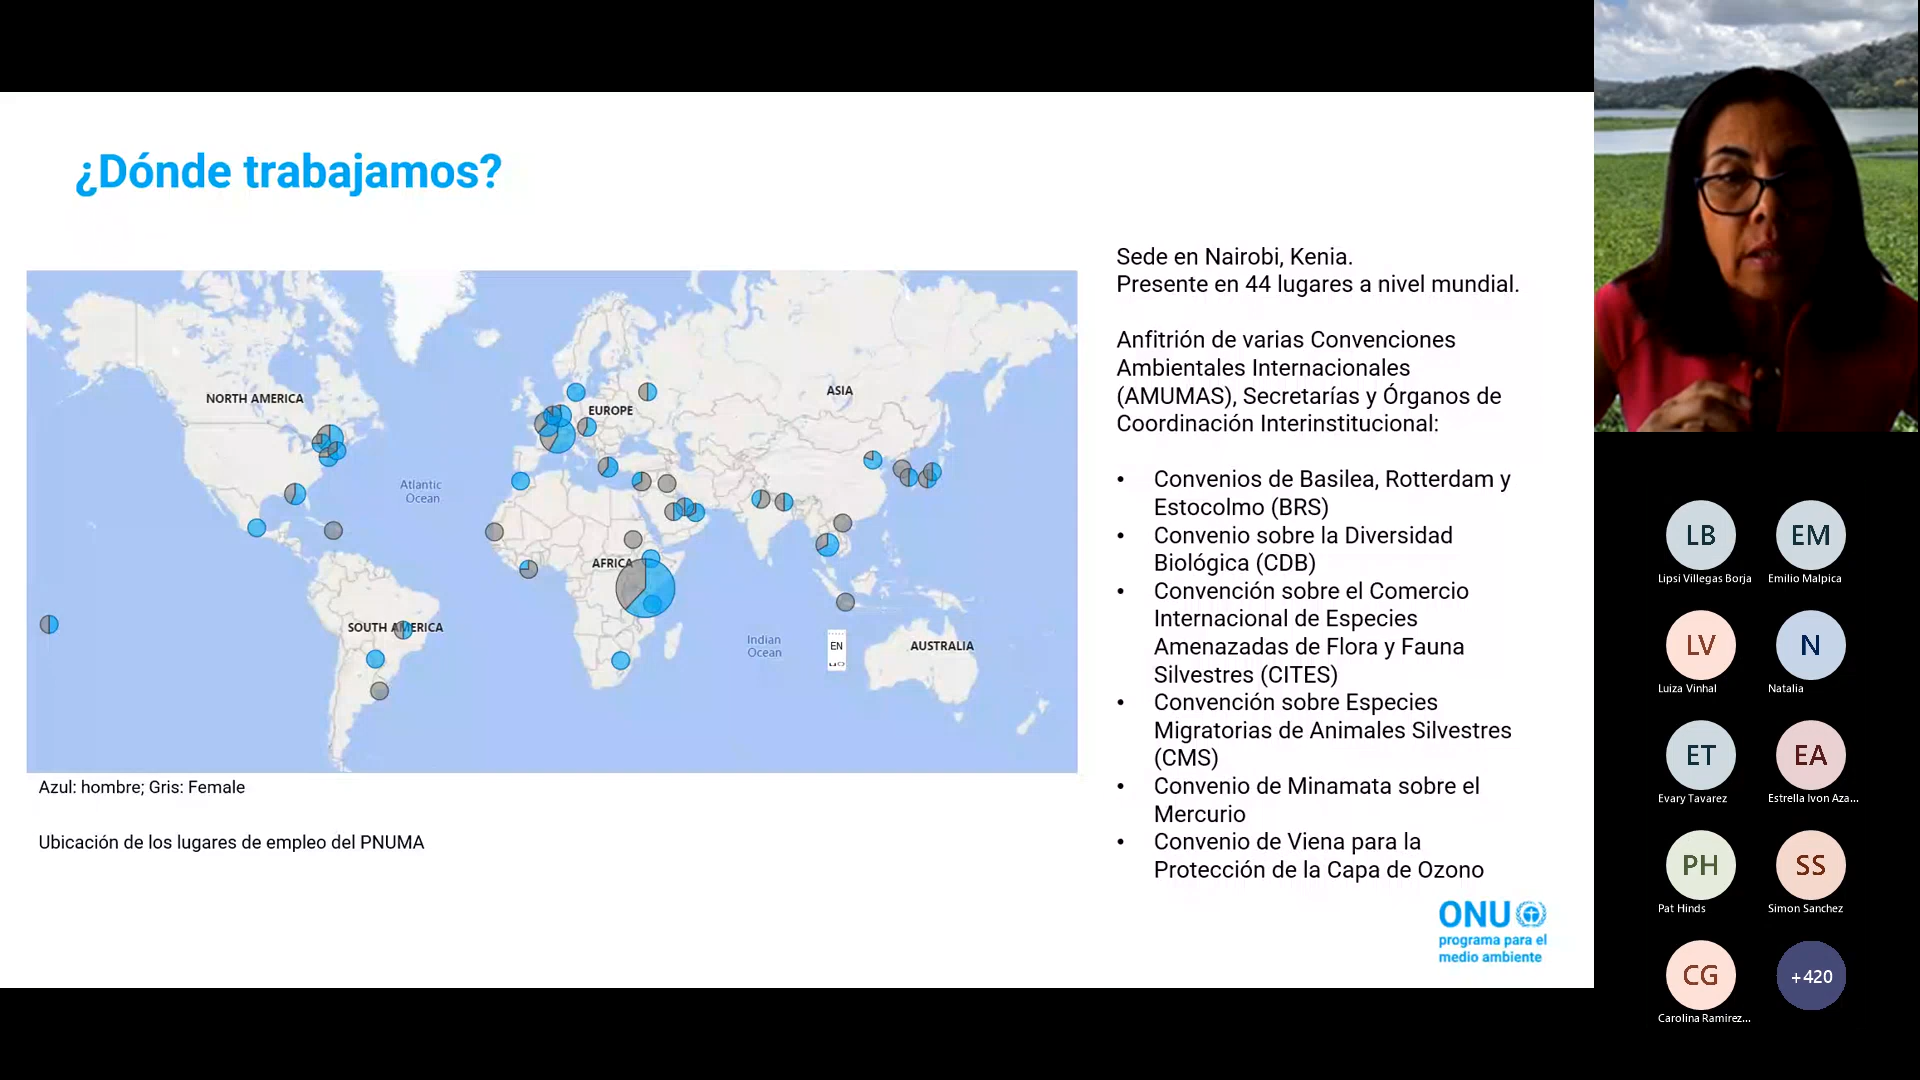 ¿Dónde trabajamos?
NORTH AMERICA
Atlantic
Ocean
EUROPE
ASIA
AFRICA
SOUTH AMERICA
Indian
Ocean
EN
AUSTRALIA
Azul: hombre; Gris: Female
Ubicación de los lugares de empleo del PNUMA
Sede en Nairobi, Kenia.
Presente en 44 lugares a nivel mundial.
Anfitrión de varias Convenciones
Ambientales Internacionales
(AMUMAS), Secretarías y Órganos de
Coordinación Interinstitucional:
• Convenios de Basilea, Rotterdam y
Estocolmo (BRS)
• Convenio sobre la Diversidad
Biológica (CDB)
• Convención sobre el Comercio
Internacional de Especies
Amenazadas de Flora y Fauna
Silvestres (CITES)
• Convención sobre Especies
Migratorias de Animales Silvestres
(CMS)
• Convenio de Minamata sobre el
Mercurio
• Convenio de Viena para la
Protección de la Capa de Ozono
ONU
programa para el
medio ambiente
LB
Lipsi Villegas Borja
EM
Emilio Malpica
LV
Luiza Vinhal
N
Natalia
ET
Evary Tavarez
EA
Estrella Ivon Aza...
PH
Pat Hinds
SS
Simon Sanchez
CG
Carolina Ramirez...
+420